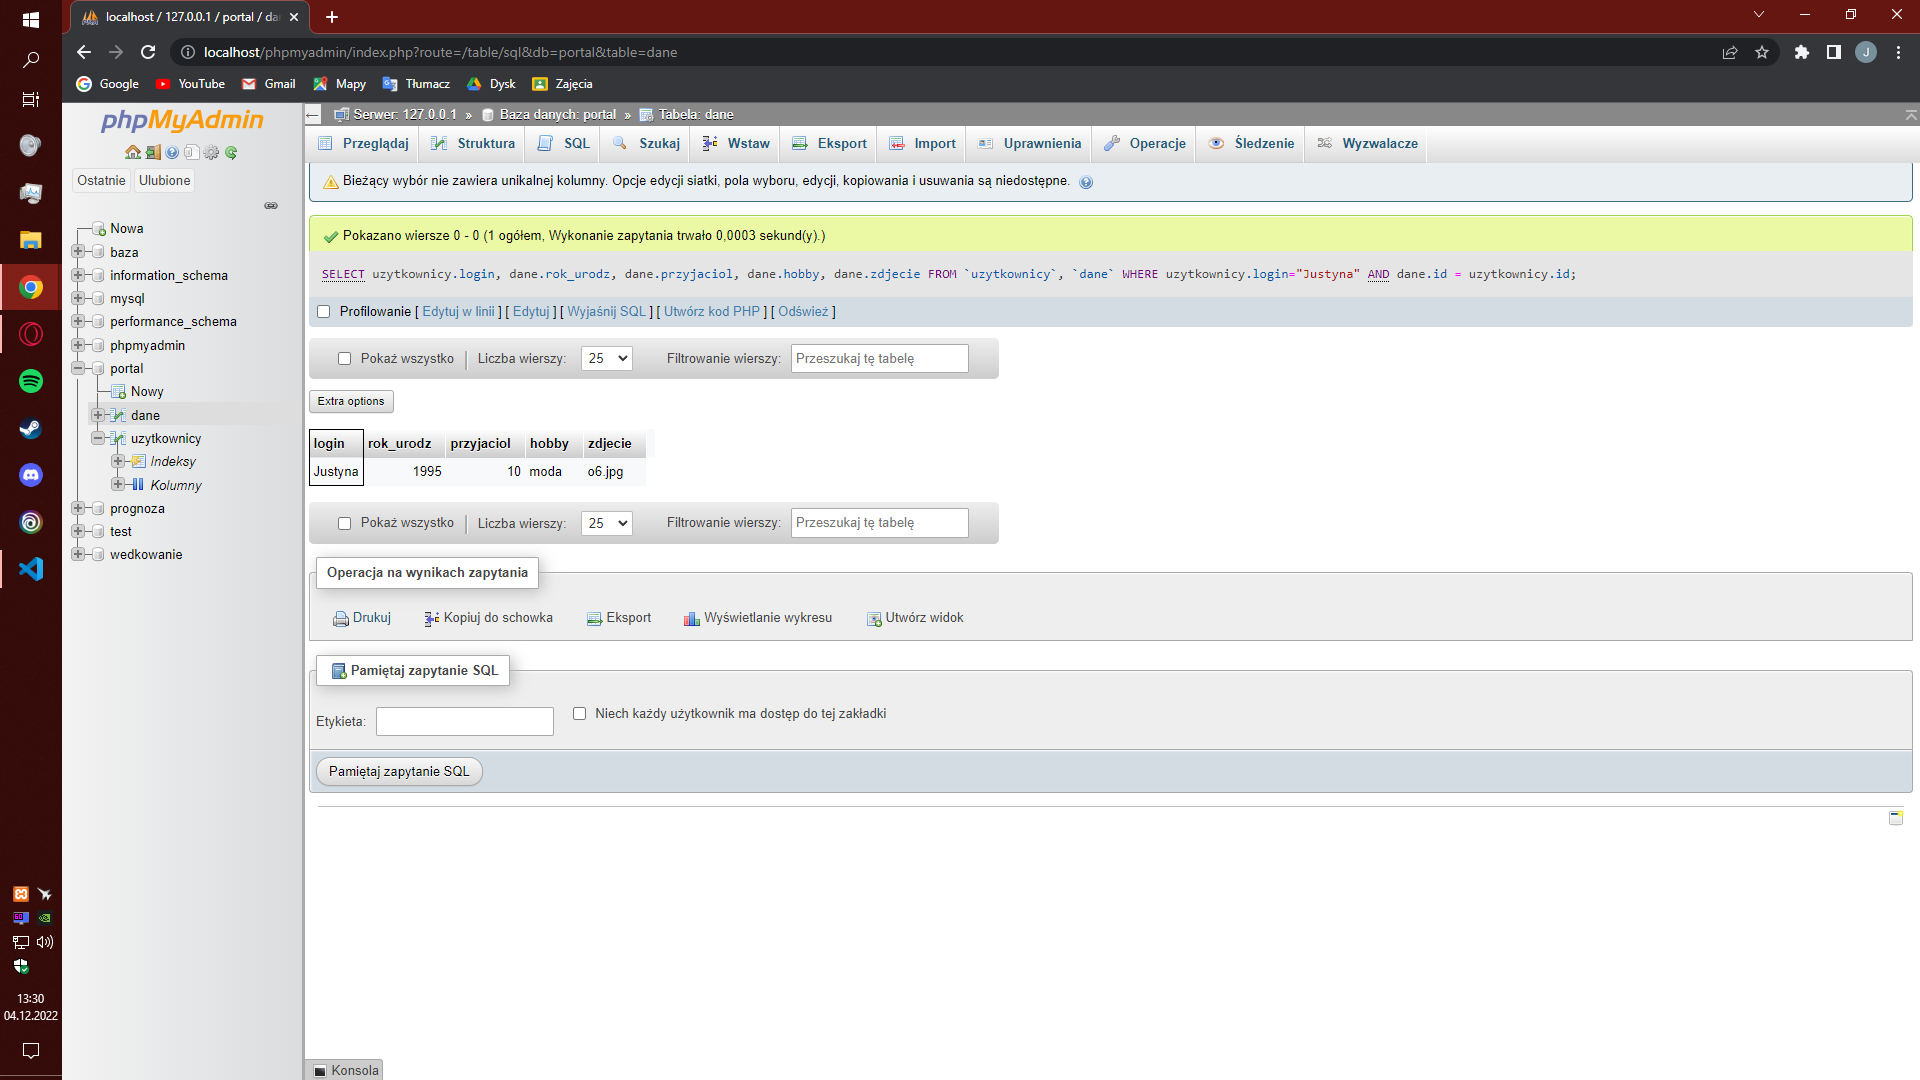 localhost / 127.0.0.1 / portal / da
localhost/phpmyadmin/index.php?route=/table/sql&db=portal&table=dane
J
Google
YouTube
Gmail
Mapy
Tłumacz
Dysk
Zajęcia
phpMyAdmin
Ostatnie
Ulubione
Nowa
baza
information_schema
mysql
performance_schema
phpmyadmin
portal
Nowy
dane
uzytkownicy
Indeksy
Kolumny
prognoza
test
wedkowanie
Serwer: 127.0.0.1 » Baza danych: portal » Tabela: dane
Przeglądaj
Struktura
SQL
Szukaj
Wstaw
Eksport
Import
Uprawnienia
Operacje
Śledzenie
Wyzwalacze
Bieżący wybór nie zawiera unikalnej kolumny. Opcje edycji siatki, pola wyboru, edycji, kopiowania i usuwania są niedostępne.
Pokazano wiersze 0 - 0 (1 ogółem, Wykonanie zapytania trwało 0,0003 sekund(y).)
SELECT uzytkownicy.login, dane.rok_urodz, dane.przyjaciol, dane.hobby, dane.zdjecie FROM `uzytkownicy`, `dane` WHERE uzytkownicy.login="Justyna" AND dane.id = uzytkownicy.id;
Profilowanie [ Edytuj w linii ] [ Edytuj ] [ Wyjaśnij SQL ] [ Utwórz kod PHP ] [ Odśwież ]
Pokaż wszystko | Liczba wierszy: 25 Filtrowanie wierszy: Przeszukaj tę tabelę
Extra options
login rok_urodz przyjaciol hobby zdjecie
Justyna 1995 10 moda o6.jpg
Pokaż wszystko | Liczba wierszy: 25 Filtrowanie wierszy: Przeszukaj tę tabelę
Operacja na wynikach zapytania
Drukuj
Kopiuj do schowka
Eksport
Wyświetlanie wykresu
Utwórz widok
Pamiętaj zapytanie SQL
Etykieta:
Niech każdy użytkownik ma dostęp do tej zakładki
Pamiętaj zapytanie SQL
Konsola
13:30
04.12.2022